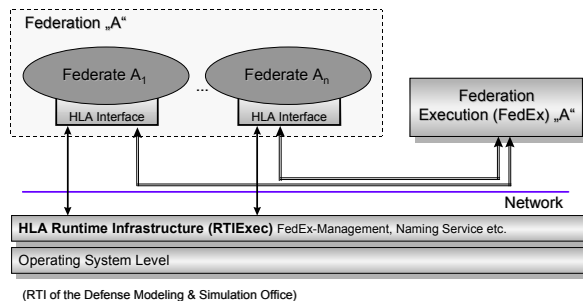 Federation „A“
Federate A1
...
Federate An
HLA Interface
HLA Interface
Federation
Execution (FedEx) „A“
Network
HLA Runtime Infrastructure (RTIExec) FedEx-Management, Naming Service etc.
Operating System Level
(RTI of the Defense Modeling & Simulation Office)